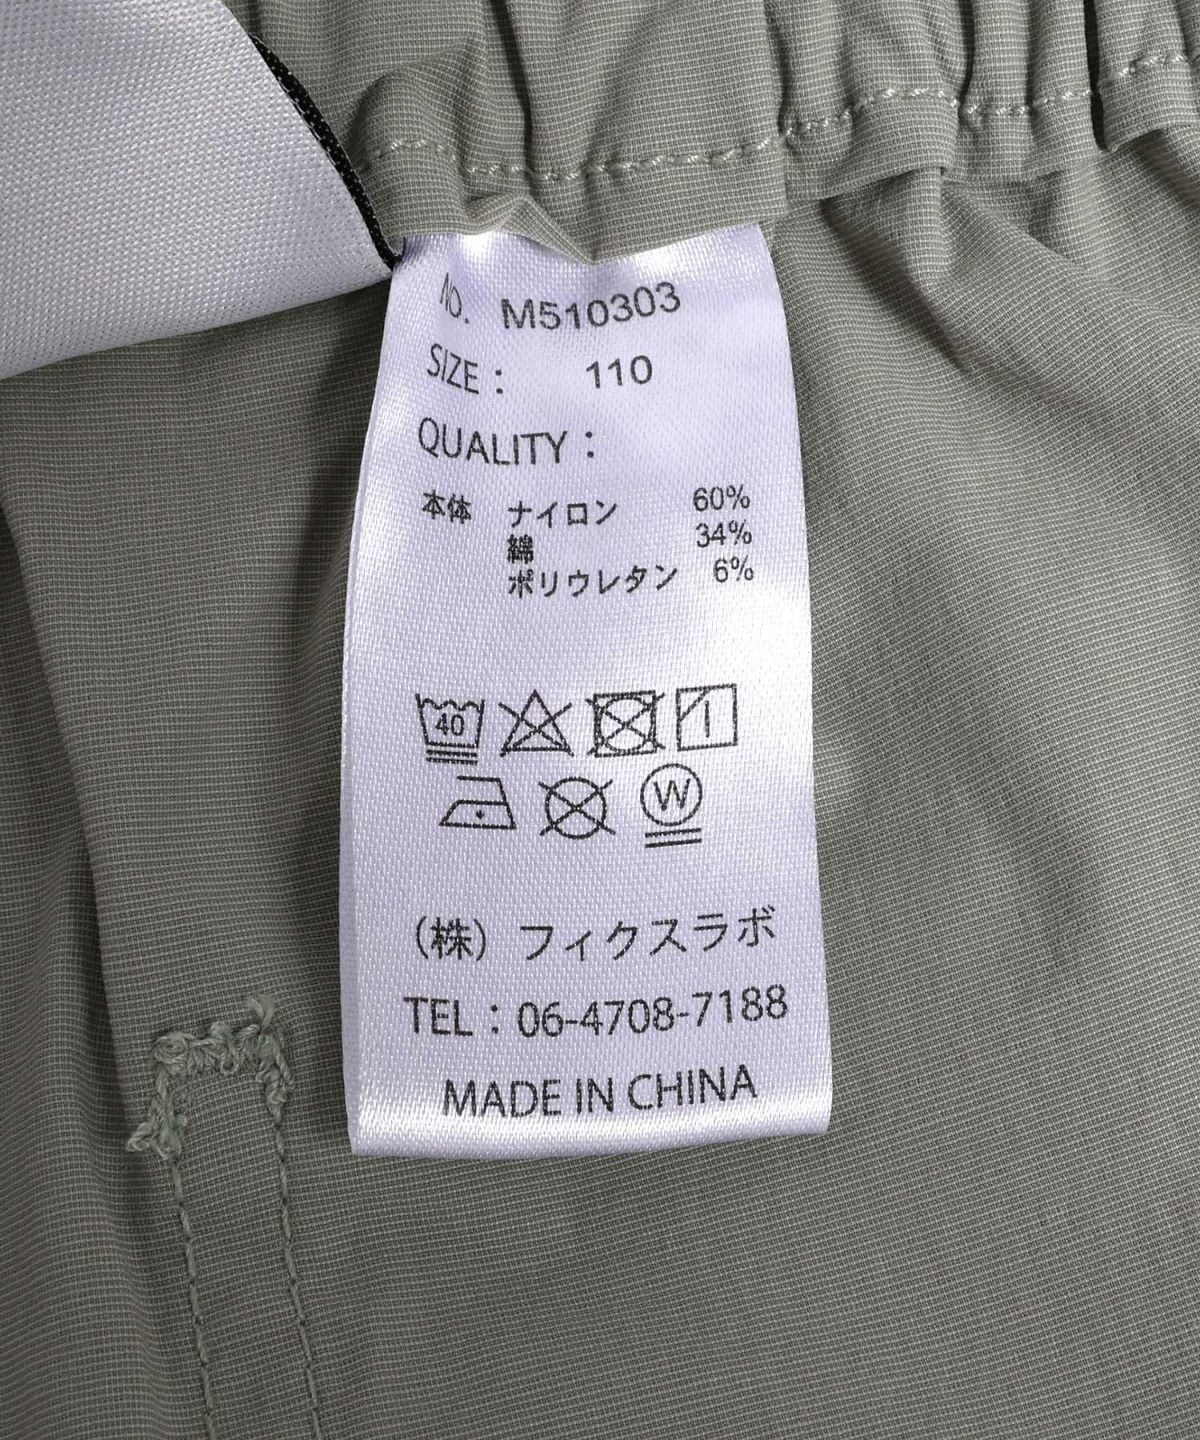 No. M510303
SIZE : 110
QUALITY :
本体 ナイロン 60%
綿 34%
ポリウレタン 6%
40
W
(株) フィクスラボ
TEL : 06-4708-7188
MADE IN CHINA